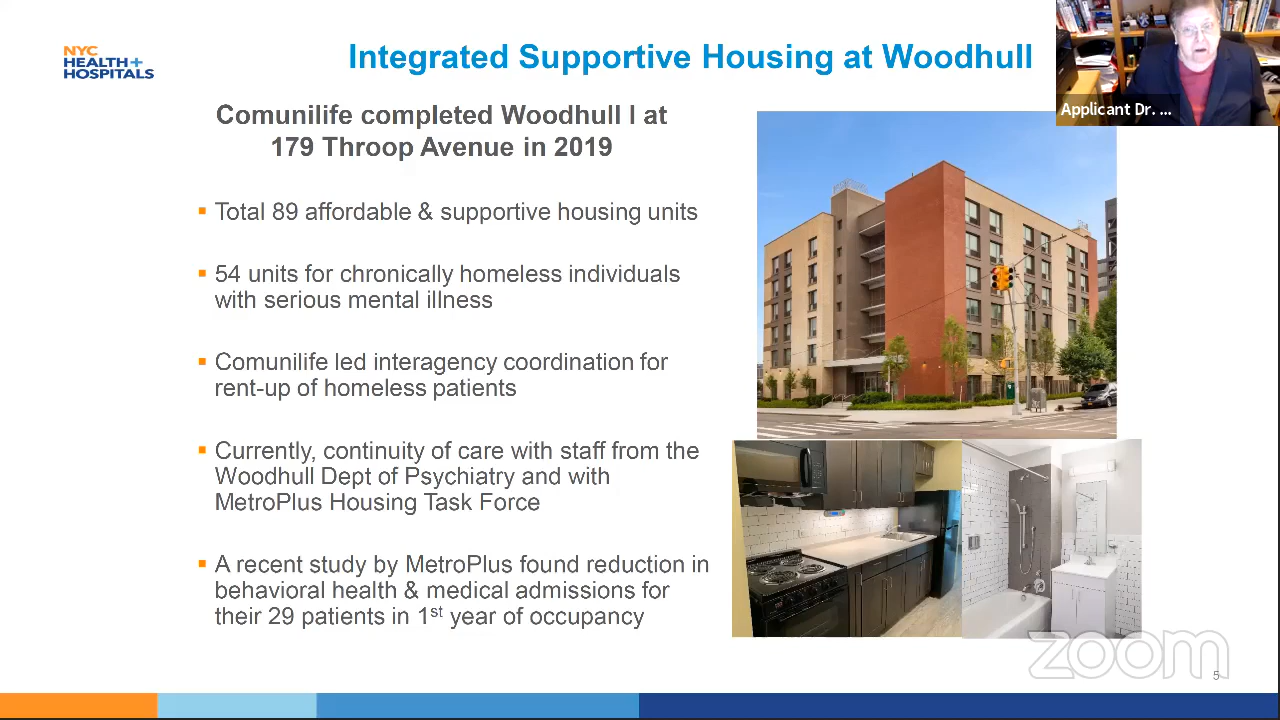 NYC
HEALTH+
HOSPITALS
Integrated Supportive Housing at Woodhull
Applicant Dr. ...
Comunilife completed Woodhull I at
179 Throop Avenue in 2019
▪ Total 89 affordable & supportive housing units
▪ 54 units for chronically homeless individuals
with serious mental illness
▪ Comunilife led interagency coordination for
rent-up of homeless patients
▪ Currently, continuity of care with staff from the
Woodhull Dept of Psychiatry and with
MetroPlus Housing Task Force
▪ A recent study by MetroPlus found reduction in
behavioral health & medical admissions for
their 29 patients in 1st year of occupancy
zoom
5